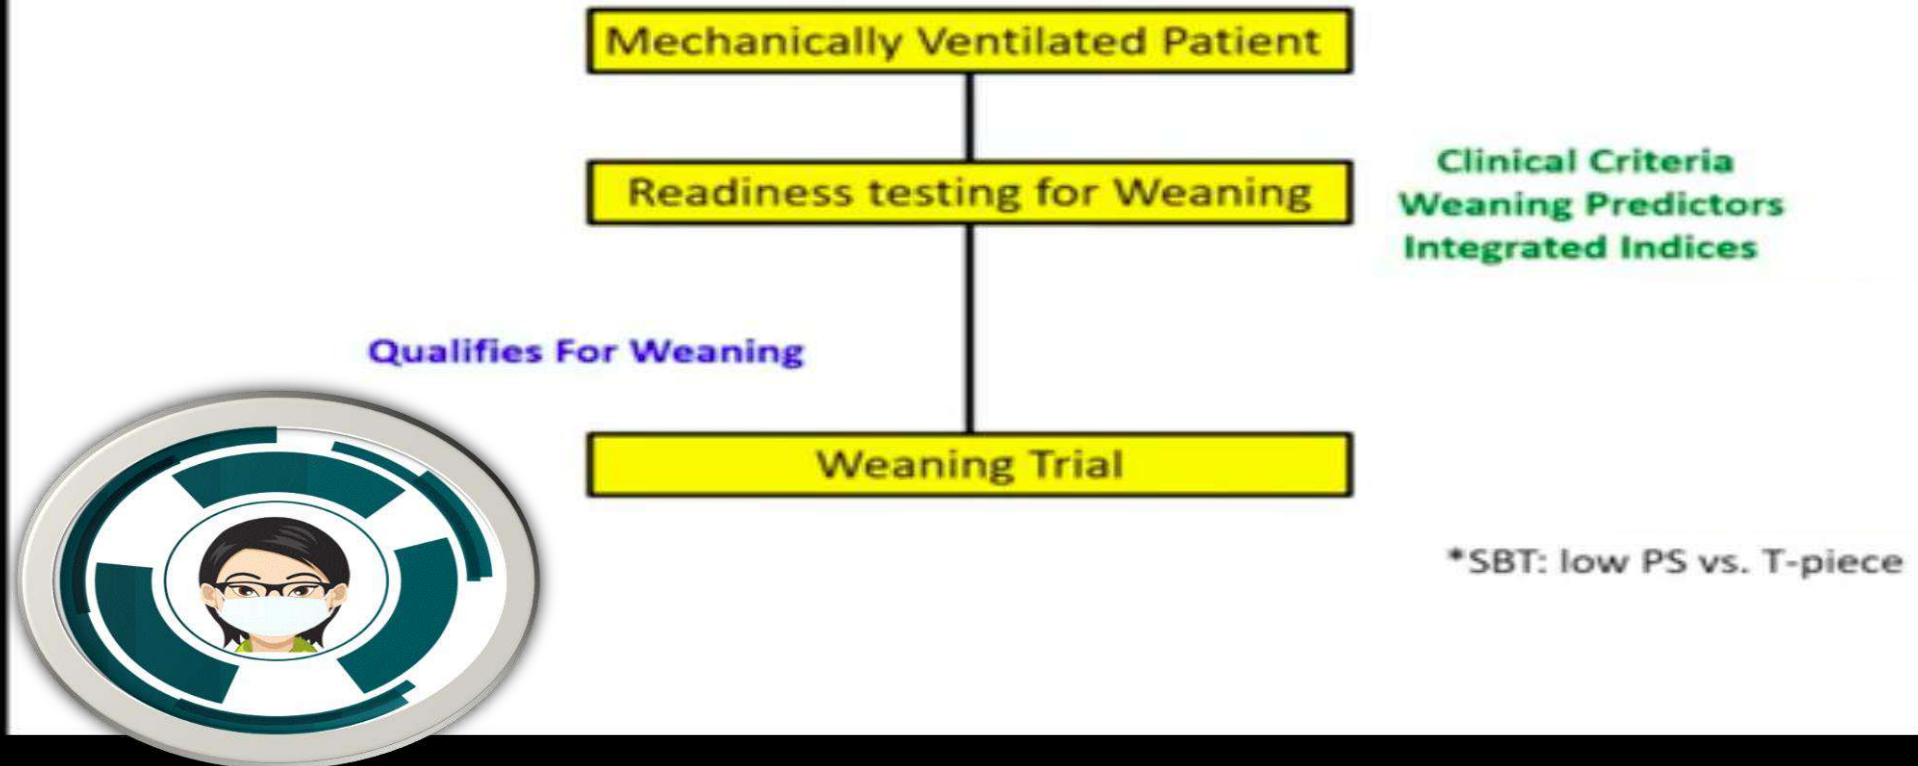 Mechanically Ventilated Patient
Readiness testing for Weaning
Clinical Criteria
Weaning Predictors
Integrated Indices
Qualifies For Weaning
Weaning Trial
*SBT: low PS vs. T-piece